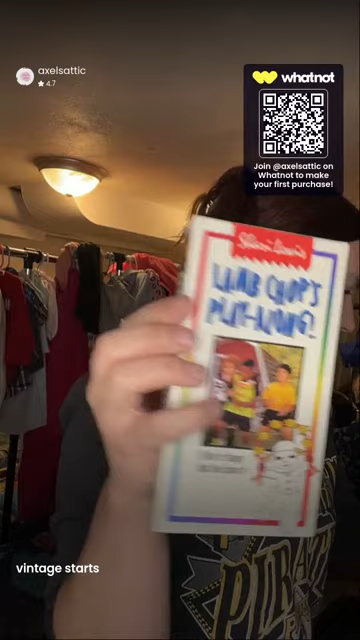 axelsattic
4.7
whatnot
Join @axelsattic on
Whatnot to make
your first purchase!
Shari Lewis
LAMB CHOP'S
PLAY-ALONG!
PIRAT
vintage starts